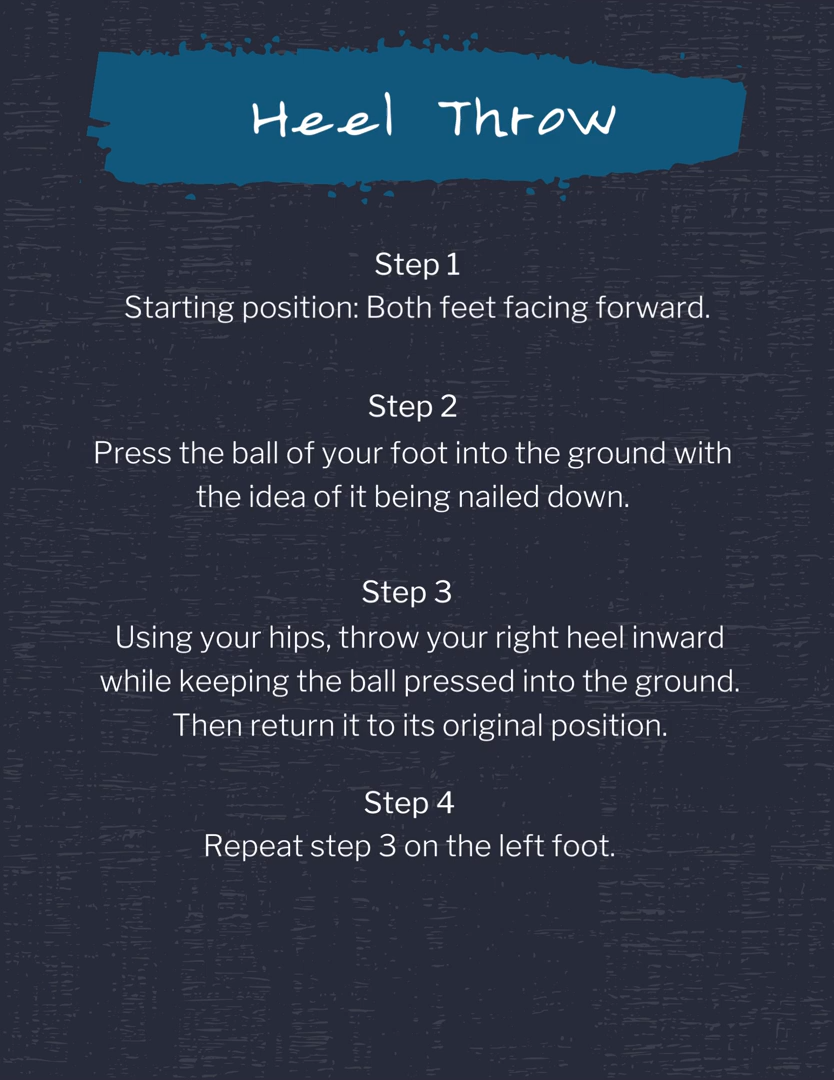 Heel Throw
Step 1
Starting position: Both feet facing forward.
Step 2
Press the ball of your foot into the ground with
the idea of it being nailed down.
Step 3
Using your hips, throw your right heel inward
while keeping the ball pressed into the ground.
Then return it to its original position.
Step 4
Repeat step 3 on the left foot.